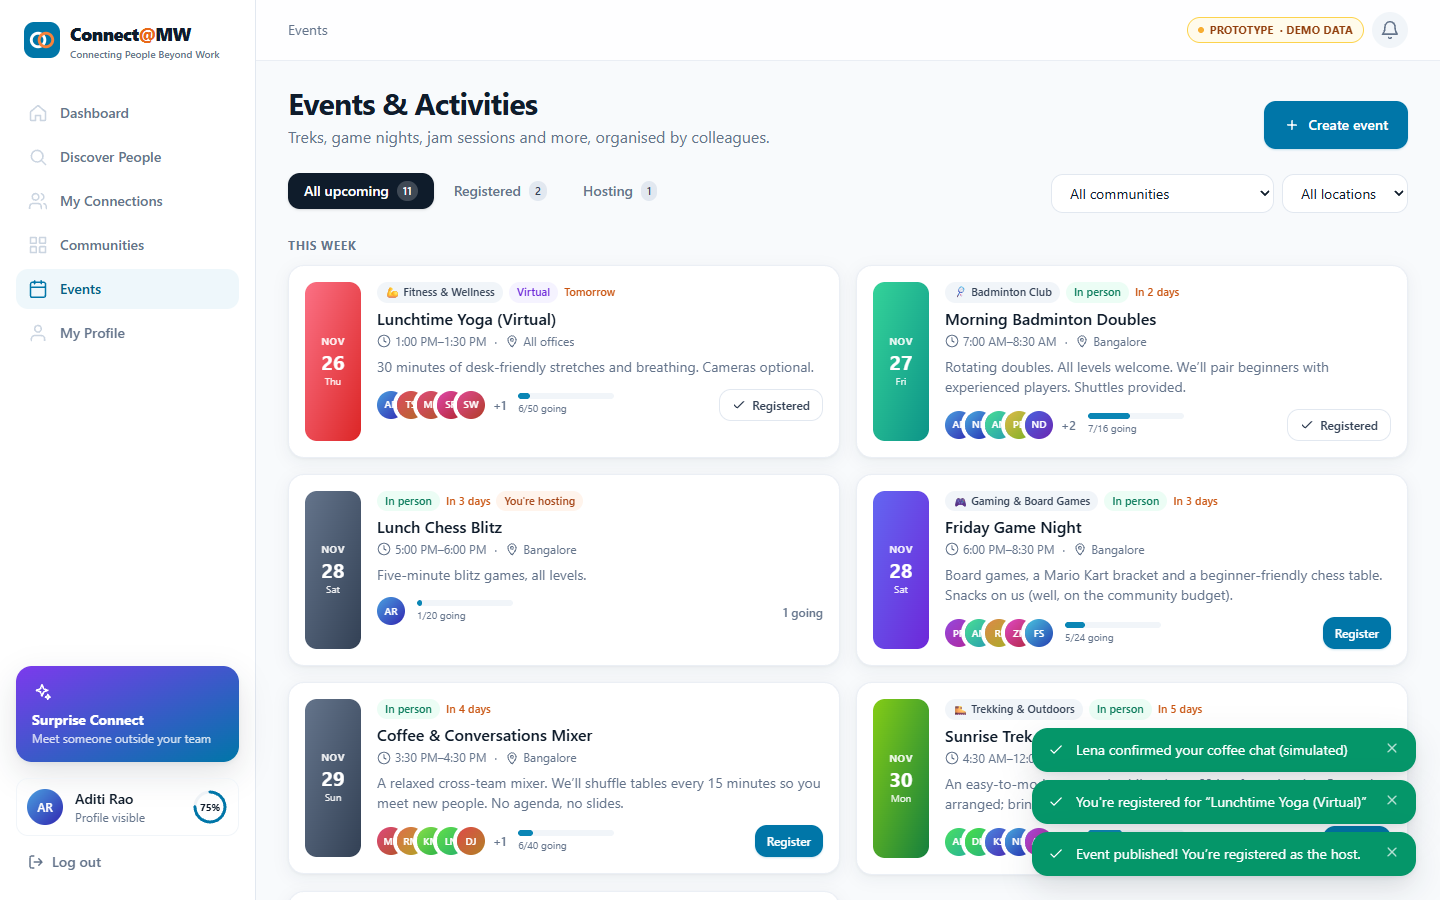 Connect@MW
Connecting People Beyond Work
Dashboard
Discover People
My Connections
Communities
Events
My Profile
Surprise Connect
Meet someone outside your team
AR
Aditi Rao
Profile visible
75%
Log out
Events
PROTOTYPE · DEMO DATA
Events & Activities
Treks, game nights, jam sessions and more, organised by colleagues.
+ Create event
All upcoming 11
Registered 2
Hosting 1
All communities
All locations
THIS WEEK
NOV
26
Thu
Fitness & Wellness Virtual Tomorrow
Lunchtime Yoga (Virtual)
1:00 PM–1:30 PM · All offices
30 minutes of desk-friendly stretches and breathing. Cameras optional.
SW +1
6/50 going
Registered
NOV
27
Fri
Badminton Club In person In 2 days
Morning Badminton Doubles
7:00 AM–8:30 AM · Bangalore
Rotating doubles. All levels welcome. We’ll pair beginners with
experienced players. Shuttles provided.
ND +2
7/16 going
Registered
NOV
28
Sat
In person In 3 days You're hosting
Lunch Chess Blitz
5:00 PM–6:00 PM · Bangalore
Five-minute blitz games, all levels.
AR
1/20 going
1 going
NOV
28
Sat
Gaming & Board Games In person In 3 days
Friday Game Night
6:00 PM–8:30 PM · Bangalore
Board games, a Mario Kart bracket and a beginner-friendly chess table.
Snacks on us (well, on the community budget).
FS
5/24 going
Register
NOV
29
Sun
In person In 4 days
Coffee & Conversations Mixer
3:30 PM–4:30 PM · Bangalore
A relaxed cross-team mixer. We’ll shuffle tables every 15 minutes so you
meet new people. No agenda, no slides.
DJ +1
6/40 going
Register
NOV
30
Mon
Trekking & Outdoors In person In 5 days
Sunrise Trek
4:30 AM–12:0
An easy-to-mo
arranged; brin
Lena confirmed your coffee chat (simulated)
You're registered for “Lunchtime Yoga (Virtual)”
Event published! You’re registered as the host.